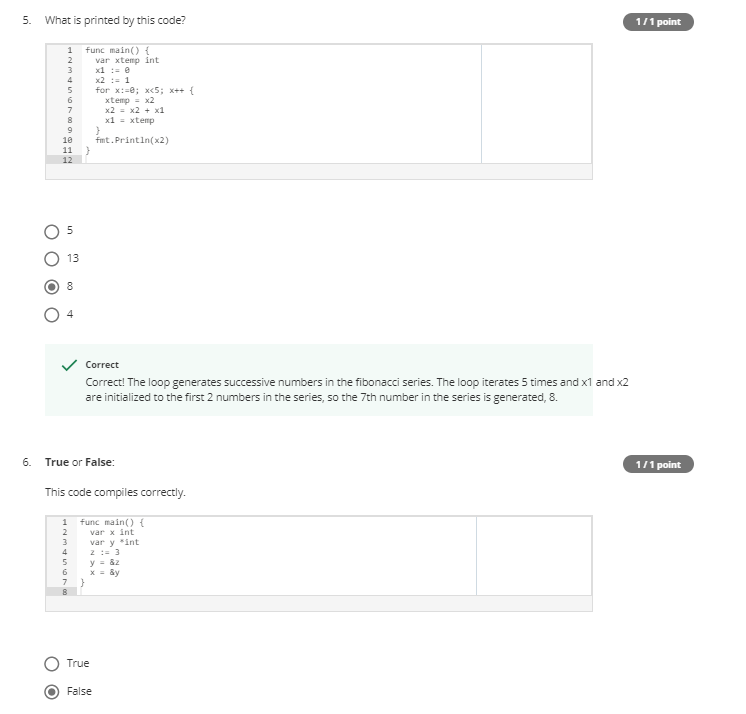 5. What is printed by this code?
1 / 1 point
1 func main() {
2 var xtemp int
3 x1 := 0
4 x2 := 1
5 for x:=0; x<5; x++ {
6 xtemp = x2
7 x2 = x2 + x1
8 x1 = xtemp
9 }
10 fmt.Println(x2)
11 }
12
5
13
8
4
Correct
Correct! The loop generates successive numbers in the fibonacci series. The loop iterates 5 times and x1 and x2
are initialized to the first 2 numbers in the series, so the 7th number in the series is generated, 8.
6. True or False:
1 / 1 point
This code compiles correctly.
1 func main() {
2 var x int
3 var y *int
4 z := 3
5 y = &z
6 x = &y
7 }
8
True
False